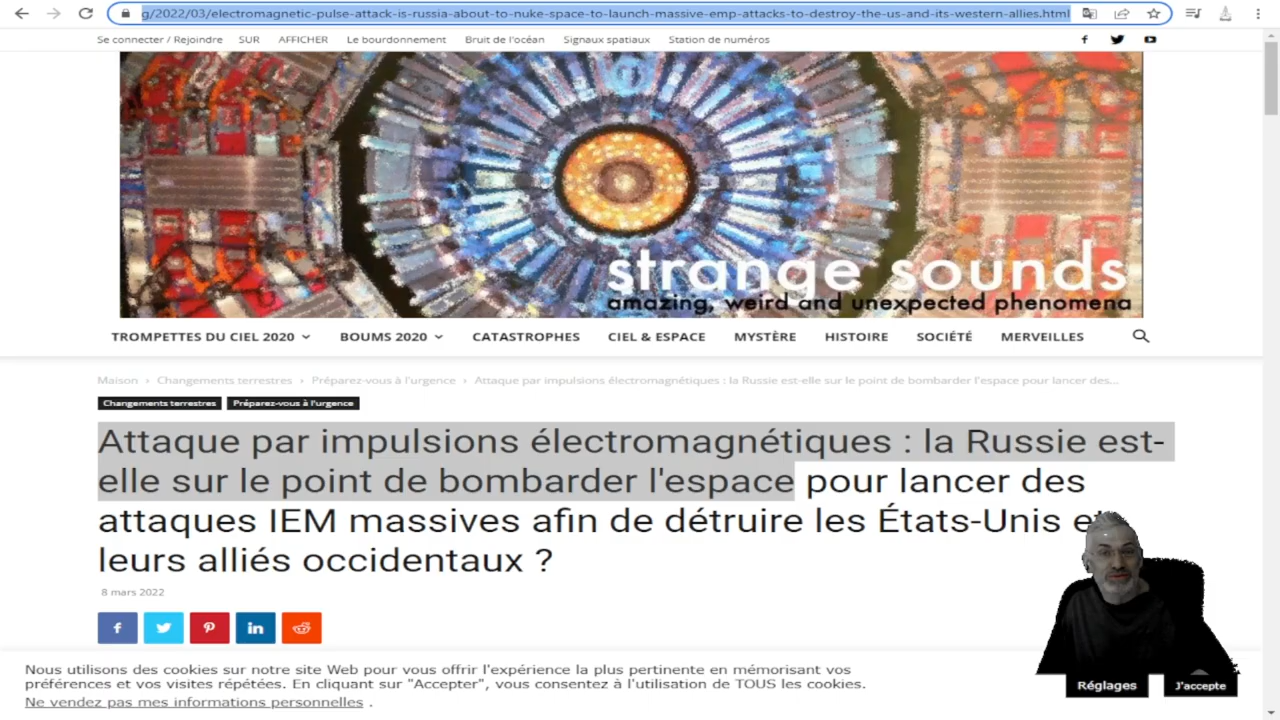 g/2022/03/electromagnetic-pulse-attack-is-russia-about-to-nuke-space-to-launch-massive-emp-attacks-to-destroy-the-us-and-its-western-allies.html
Se connecter / Rejoindre SUR AFFICHER Le bourdonnement Bruit de l'océan Signaux spatiaux Station de numéros
strange sounds
amazing, weird and unexpected phenomena
TROMPETTES DU CIEL 2020 BOUMS 2020 CATASTROPHES CIEL & ESPACE MYSTÈRE HISTOIRE SOCIÉTÉ MERVEILLES
Maison › Changements terrestres › Préparez-vous à l'urgence › Attaque par impulsions électromagnétiques : la Russie est-elle sur le point de bombarder l'espace pour lancer des...
Changements terrestres Préparez-vous à l'urgence
Attaque par impulsions électromagnétiques : la Russie est-
elle sur le point de bombarder l'espace pour lancer des
attaques IEM massives afin de détruire les États-Unis
leurs alliés occidentaux ?
8 mars 2022
Nous utilisons des cookies sur notre site Web pour vous offrir l'expérience la plus pertinente en mémorisant vos
préférences et vos visites répétées. En cliquant sur "Accepter", vous consentez à l'utilisation de TOUS les cookies.
Ne vendez pas mes informations personnelles .
Réglages J'accepte